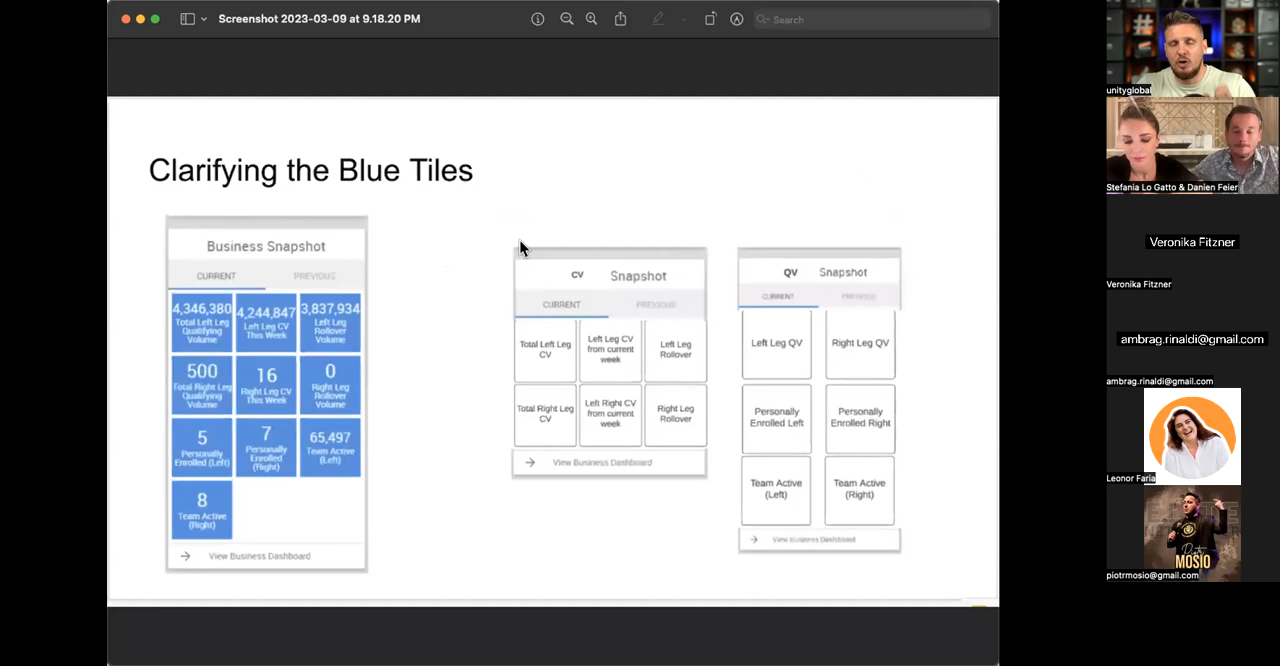 Screenshot 2023-03-09 at 9.18.20 PM
Search
Clarifying the Blue Tiles
Business Snapshot
CURRENT
PREVIOUS
4,346,380
Total Left Leg
Qualifying
Volume
4,244,847
Left Leg CV
This Week
3,837,934
Left Leg
Rollover
Volume
500
Total Right Leg
Qualifying
Volume
16
Right Leg CV
This Week
0
Right Leg
Rollover
Volume
5
Personally
Enrolled (Left)
7
Personally
Enrolled
(Right)
65,497
Team Active
(Left)
8
Team Active
(Right)
View Business Dashboard
CV Snapshot
CURRENT
PREVIOUS
Total Left Leg
CV
Left Leg CV
from current
week
Left Leg
Rollover
Total Right Leg
CV
Left Right CV
from current
week
Right Leg
Rollover
View Business Dashboard
QV Snapshot
CURRENT
PREVIOUS
Left Leg QV
Right Leg QV
Personally
Enrolled Left
Personally
Enrolled Right
Team Active
(Left)
Team Active
(Right)
View Business Dashboard
unityglobal
Stefania Lo Gatto & Danien Feier
Veronika Fitzner
Veronika Fitzner
ambrag.rinaldi@gmail.com
ambrag.rinaldi@gmail.com
Leonor Faria
Piotr
MOSIO
piotrmosio@gmail.com